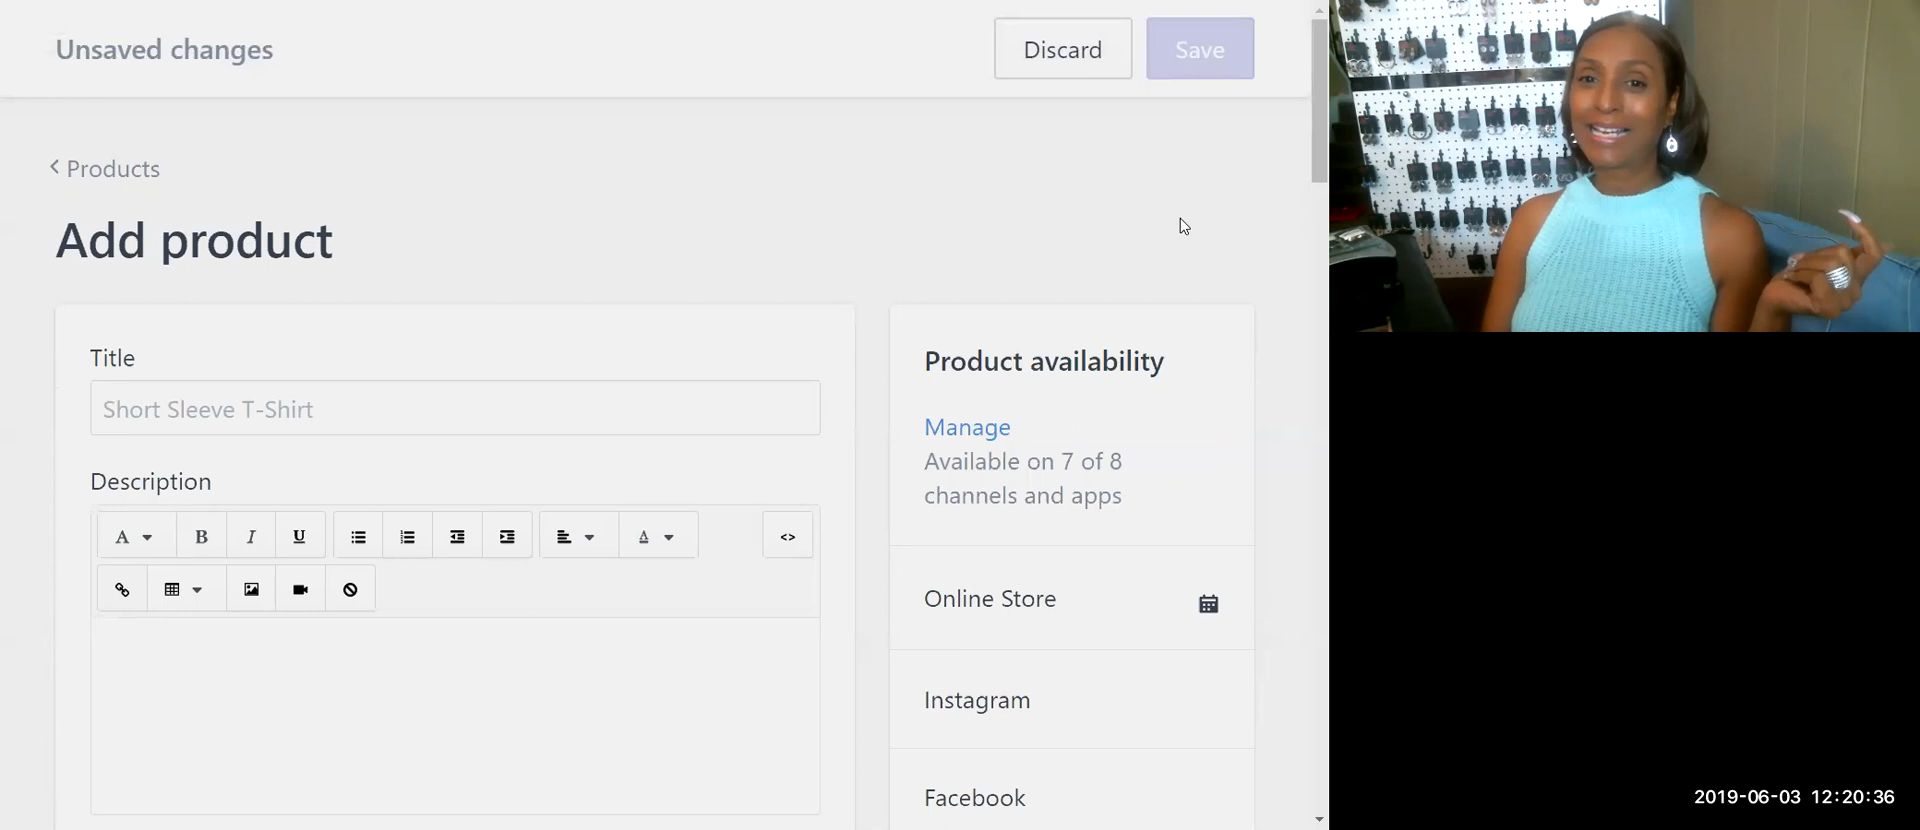 Unsaved changes
Discard
Save
Products
Add product
Title
Short Sleeve T-Shirt
Description
A
B
I
U
A
<>
Product availability
Manage
Available on 7 of 8
channels and apps
Online Store
Instagram
Facebook
2019-06-03 12:20:36